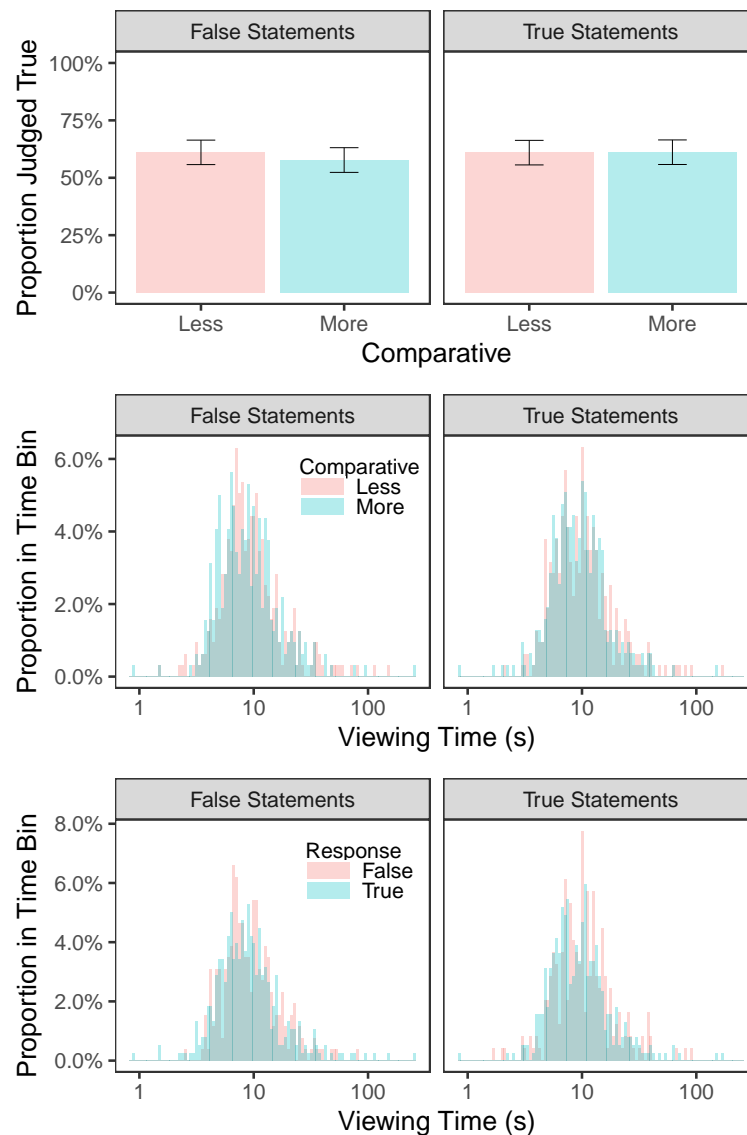 False Statements
True Statements
Proportion Judged True
100%
75%
50%
25%
0%
Less
More
Less
More
Comparative
False Statements
True Statements
Proportion in Time Bin
6.0%
4.0%
2.0%
0.0%
Comparative
Less
More
1
10
100
1
10
100
Viewing Time (s)
False Statements
True Statements
Proportion in Time Bin
8.0%
6.0%
4.0%
2.0%
0.0%
Response
False
True
1
10
100
1
10
100
Viewing Time (s)